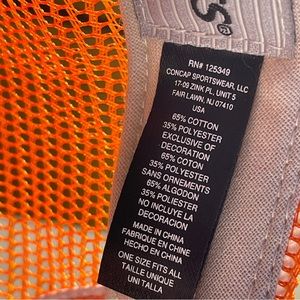 S®
RN# 125349
CONCAP SPORTSWEAR, LLC
17-09 ZINK PL, UNIT 5
FAIR LAWN, NJ 07410
USA
65% COTTON
35% POLYESTER
EXCLUSIVE OF
DECORATION
65% COTON
35% POLYESTER
SANS ORNEMENTS
65% ALGODON
35% POLIESTER
NO INCLUYE LA
DECORACION
MADE IN CHINA
FABRIQUE EN CHINE
HECHO EN CHINA
ONE SIZE FITS ALL
TAILLE UNIQUE
UNI TALLA